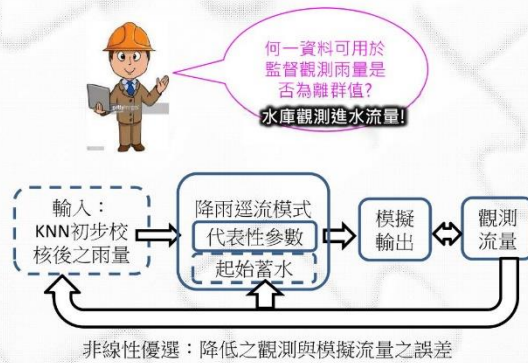 何一資料可用於
監督觀測雨量是
否為離群值?
水庫觀測進水流量!
gettyimages
輸入：
KNN初步校
核後之雨量
降雨逕流模式
代表性參數
起始蓄水
模擬
輸出
觀測
流量
非線性優選：降低之觀測與模擬流量之誤差